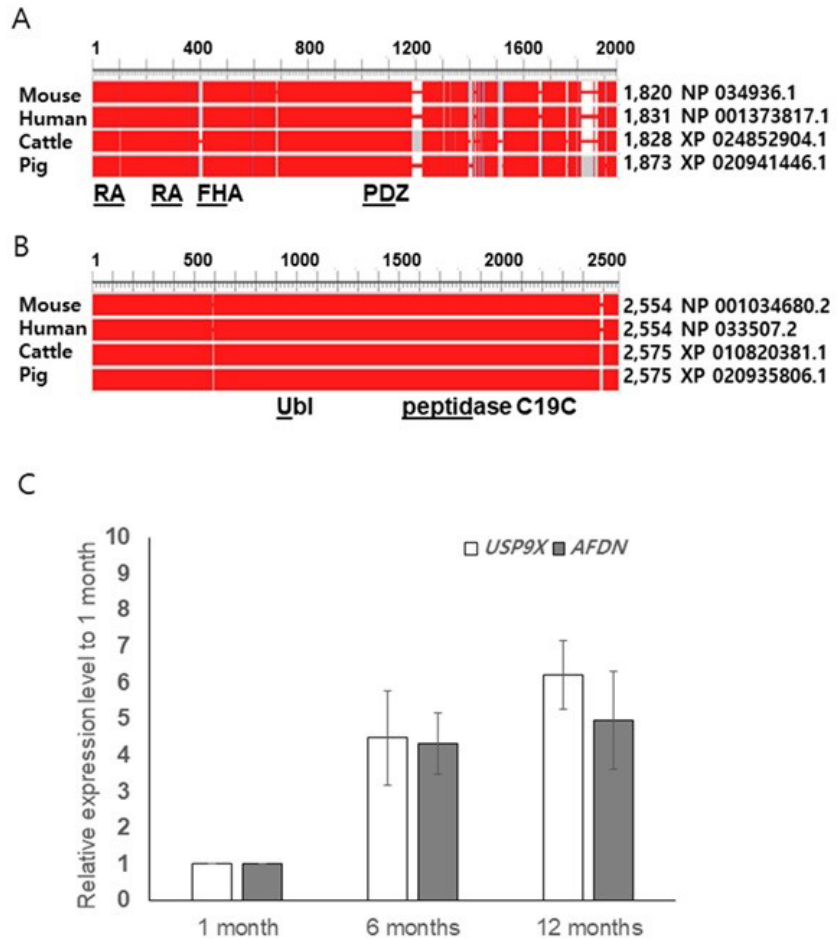 A
1 400 800 1200 1600 2000
Mouse 1,820 NP 034936.1
Human 1,831 NP 001373817.1
Cattle 1,828 XP 024852904.1
Pig 1,873 XP 020941446.1
RA RA FHA PDZ
B
1 500 1000 1500 2000 2500
Mouse 2,554 NP 001034680.2
Human 2,554 NP 033507.2
Cattle 2,575 XP 010820381.1
Pig 2,575 XP 020935806.1
Ubl peptidase C19C
C
Relative expression level to 1 month
10
9
8
7
6
5
4
3
2
1
0
USP9X AFDN
1 month 6 months 12 months